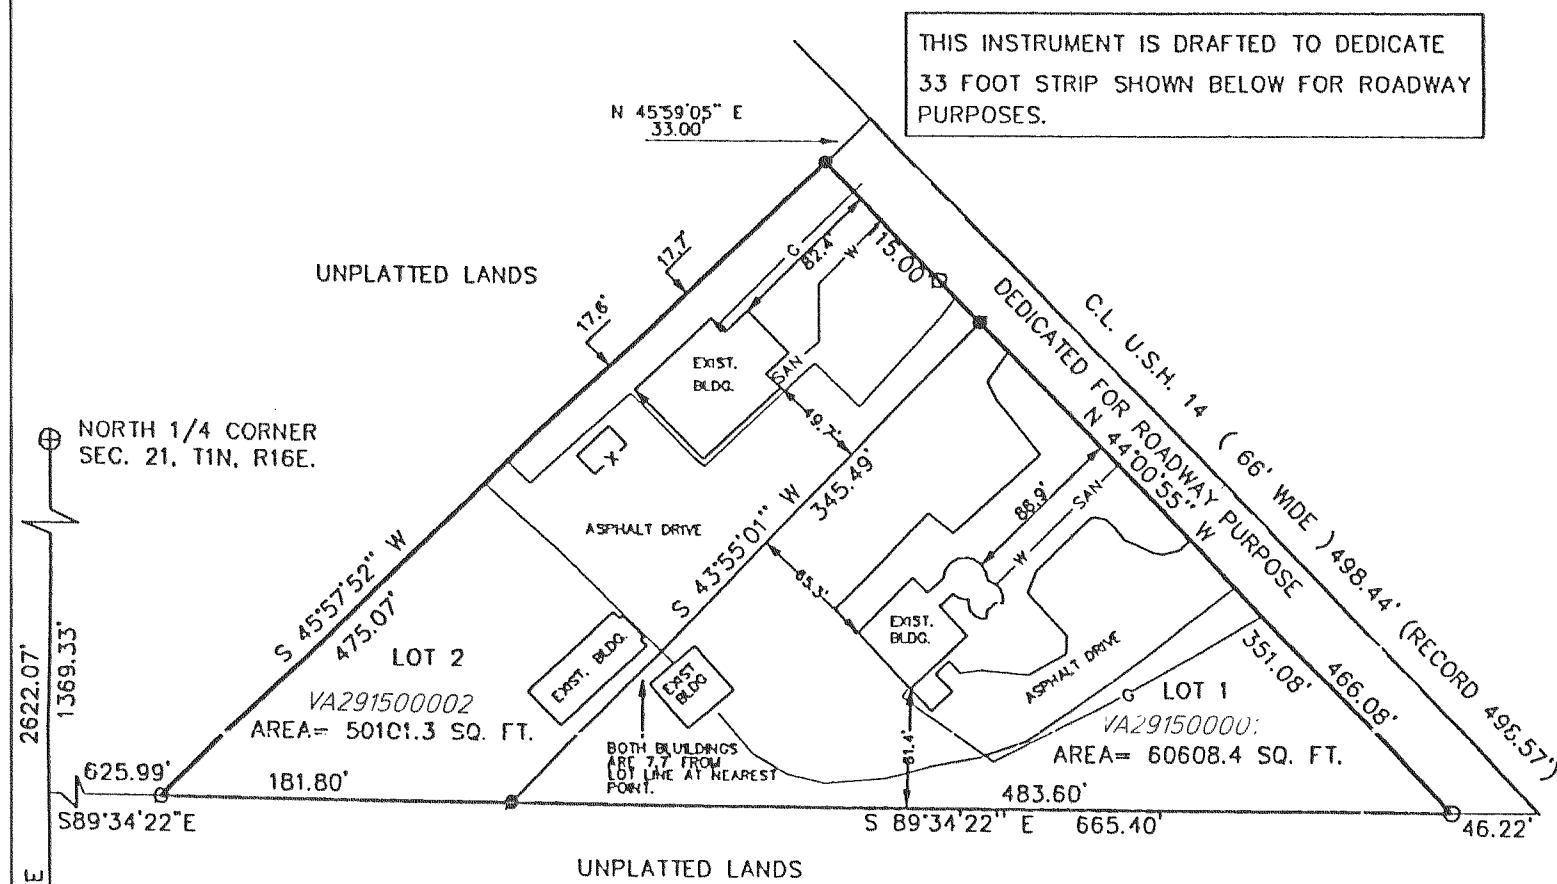 THIS INSTRUMENT IS DRAFTED TO DEDICATE
33 FOOT STRIP SHOWN BELOW FOR ROADWAY
PURPOSES.
N 45°59'05" E
33.00'
UNPLATTED LANDS
17.7'
17.6'
G
82.4'
W
115.00'
EXIST.
BLDG.
SAN
49.7'
X
ASPHALT DRIVE
NORTH 1/4 CORNER
SEC. 21, T1N, R16E.
C.L. U.S.H. 14 ( 66' WIDE ) 498.44' (RECORD 498.57')
DEDICATED FOR ROADWAY PURPOSE
N 44°00'55" W
S 45°57'52" W
475.07'
S 43°55'01" W
345.49'
65.3'
88.9'
SAN
W
EXIST.
BLDG.
ASPHALT DRIVE
G
351.08'
466.08'
LOT 2
VA291500002
AREA= 50101.3 SQ. FT.
EXIST. BLDG.
EXIST
BLDG
BOTH BUILDINGS
ARE 7.7' FROM
LOT LINE AT NEAREST
POINT.
61.4'
LOT 1
VA291500001
AREA= 60608.4 SQ. FT.
2622.07'
1369.33'
625.99'
S89°34'22"E
181.80'
483.60'
S 89°34'22" E 665.40'
46.22'
UNPLATTED LANDS
E